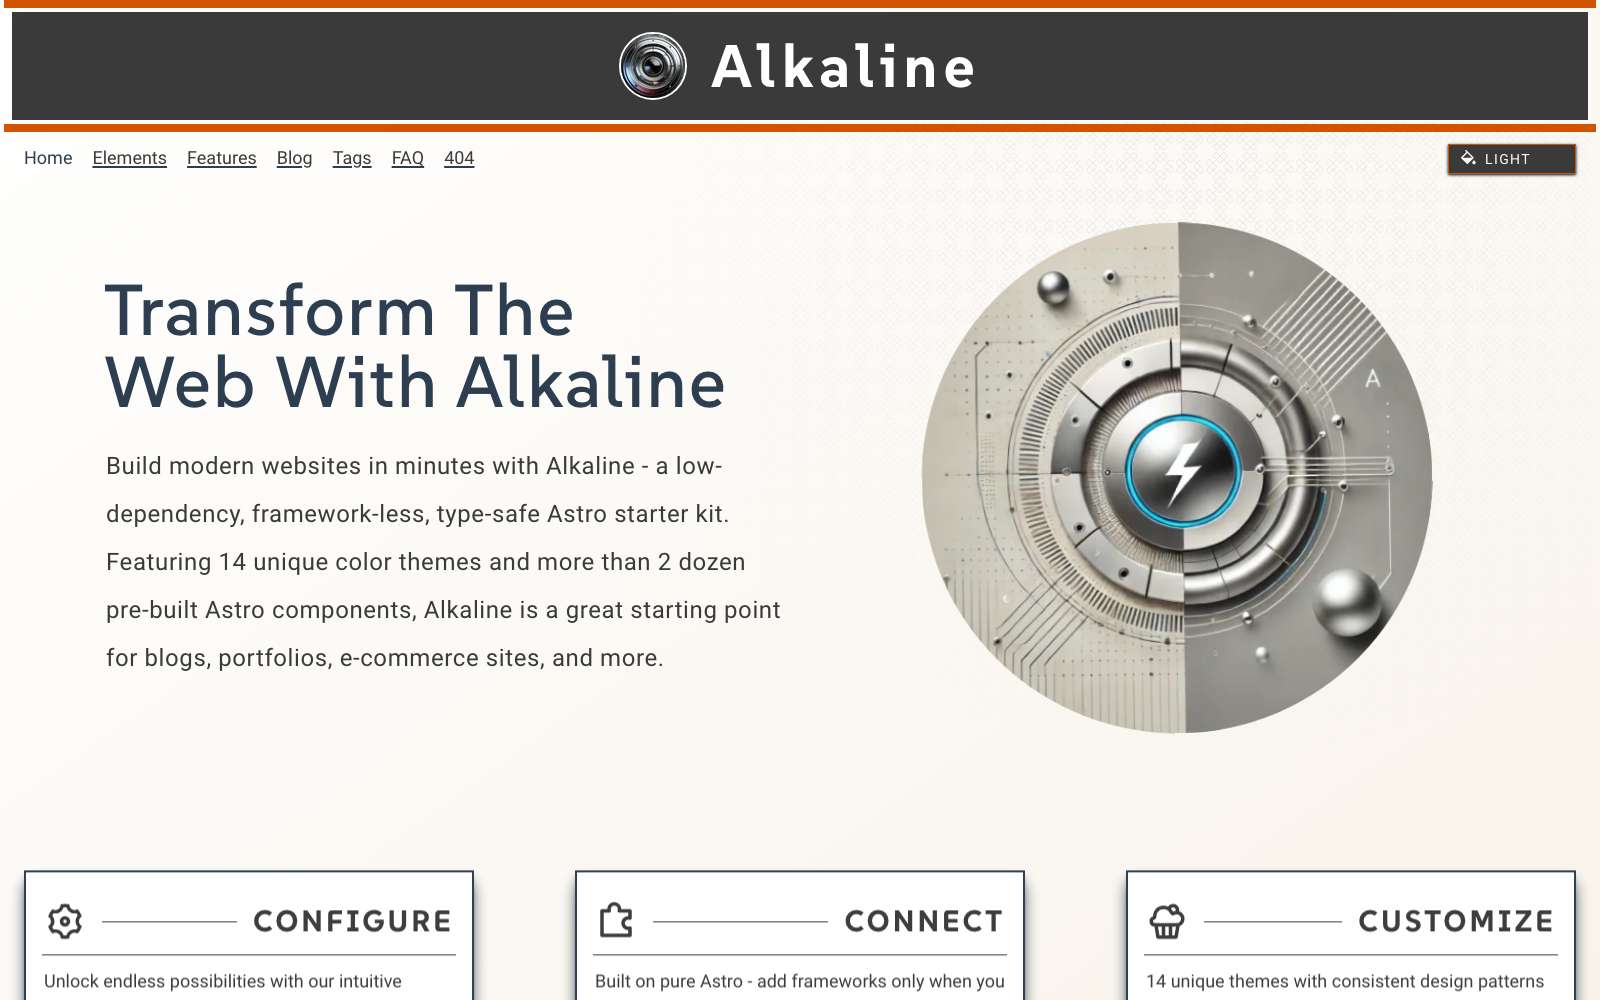 Alkaline
Home Elements Features Blog Tags FAQ 404
LIGHT
Transform The
Web With Alkaline
Build modern websites in minutes with Alkaline - a low-
dependency, framework-less, type-safe Astro starter kit.
Featuring 14 unique color themes and more than 2 dozen
pre-built Astro components, Alkaline is a great starting point
for blogs, portfolios, e-commerce sites, and more.
A
CONFIGURE
Unlock endless possibilities with our intuitive
CONNECT
Built on pure Astro - add frameworks only when you
CUSTOMIZE
14 unique themes with consistent design patterns